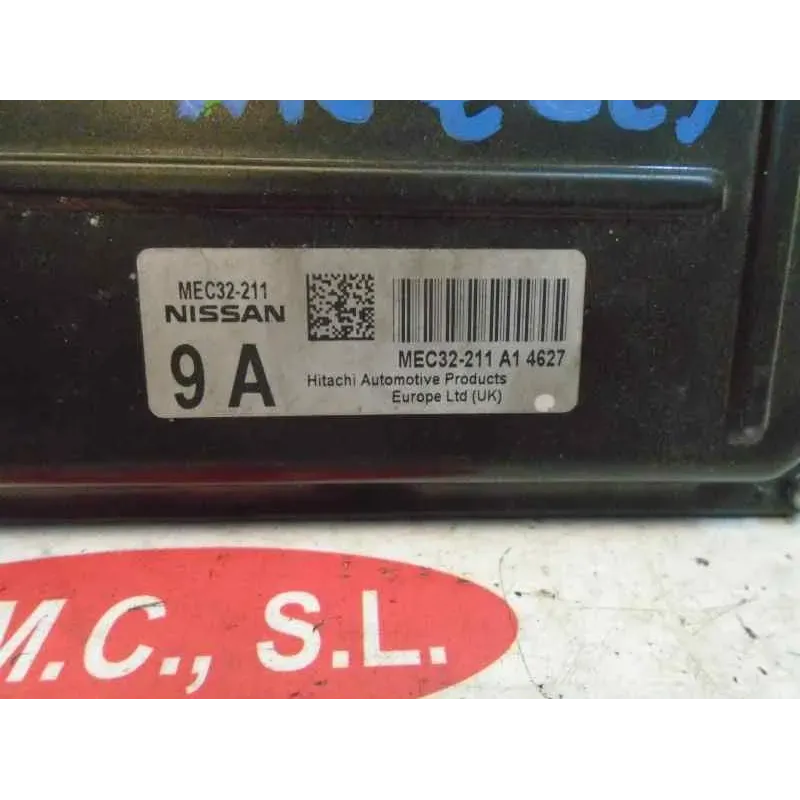 MEC32-211
NISSAN
9 A
MEC32-211 A1 4627
Hitachi Automotive Products
Europe Ltd (UK)
M.C., S.L.